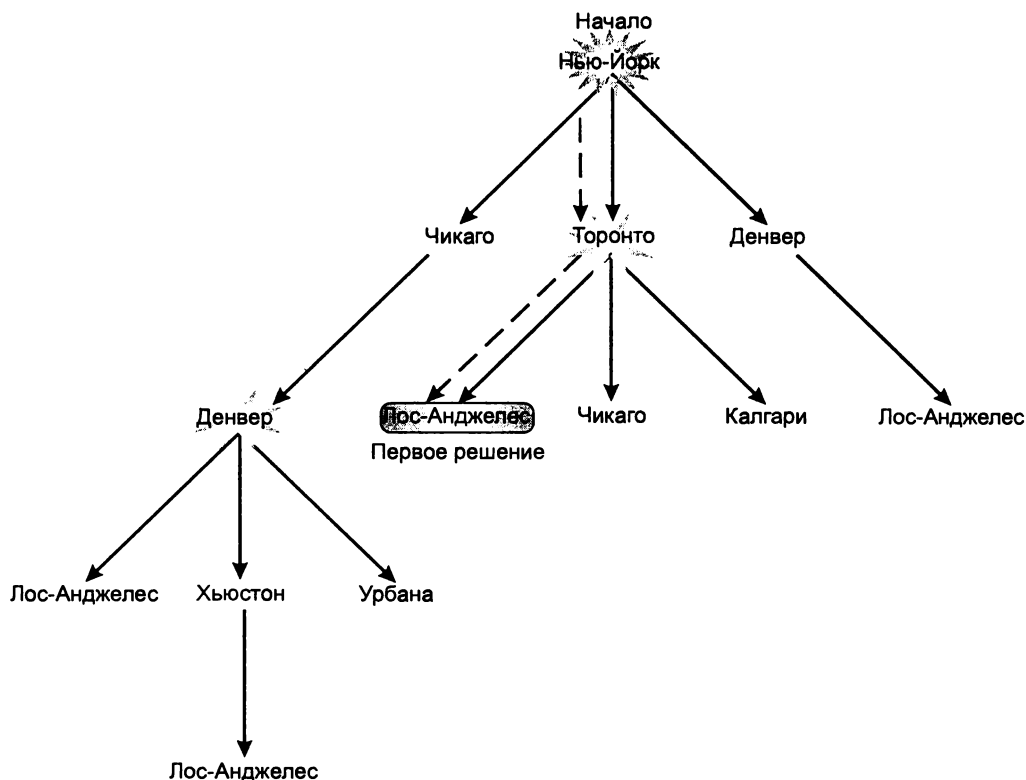 Начало
Нью-Йорк
Чикаго
Торонто
Денвер
Денвер
Лос-Анджелес
Чикаго
Калгари
Лос-Анджелес
Первое решение
Лос-Анджелес
Хьюстон
Урбана
Лос-Анджелес